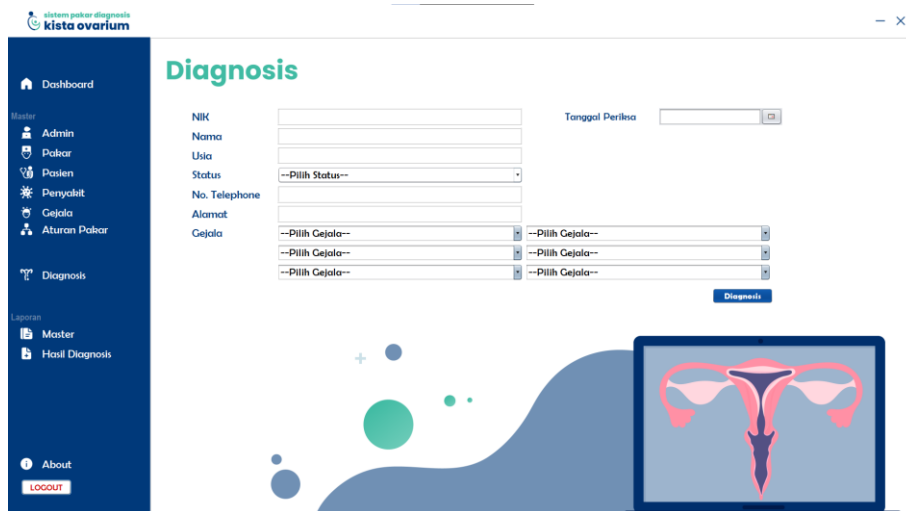 sistem pakar diagnosis
kista ovarium
Dashboard
Master
Admin
Pakar
Pasien
Penyakit
Gejala
Aturan Pakar
Diagnosis
Laporan
Master
Hasil Diagnosis
About
LOGOUT
Diagnosis
NIK
Tanggal Periksa
Nama
Usia
Status --Pilih Status--
No. Telephone
Alamat
Gejala --Pilih Gejala-- --Pilih Gejala--
--Pilih Gejala-- --Pilih Gejala--
--Pilih Gejala-- --Pilih Gejala--
Diagnosis